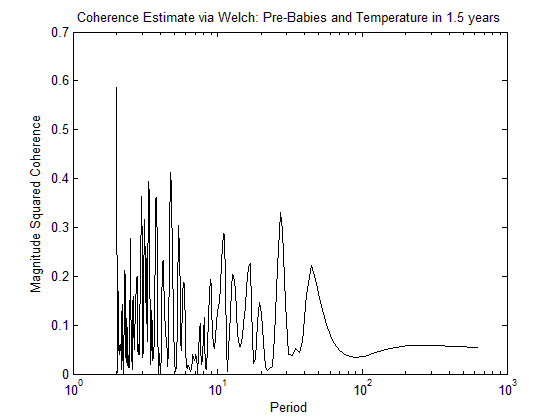 Coherence Estimate via Welch: Pre-Babies and Temperature in 1.5 years
0.7
0.6
0.5
0.4
0.3
0.2
0.1
0
Magnitude Squared Coherence
10^0 10^1 10^2 10^3
Period